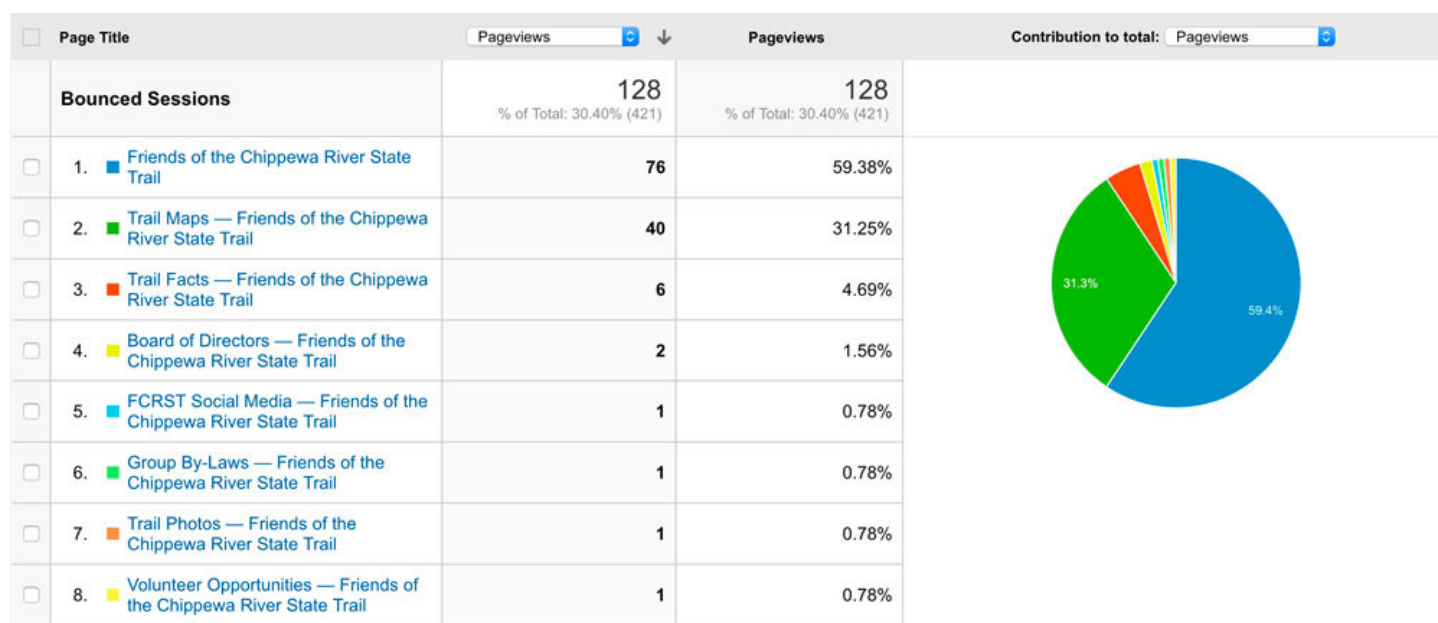 Page Title Pageviews Pageviews Contribution to total: Pageviews
Bounced Sessions 128 128
% of Total: 30.40% (421) % of Total: 30.40% (421)
1. Friends of the Chippewa River State
Trail 76 59.38%
2. Trail Maps — Friends of the Chippewa
River State Trail 40 31.25%
3. Trail Facts — Friends of the Chippewa
River State Trail 6 4.69%
4. Board of Directors — Friends of the
Chippewa River State Trail 2 1.56%
5. FCRST Social Media — Friends of the
Chippewa River State Trail 1 0.78%
6. Group By-Laws — Friends of the
Chippewa River State Trail 1 0.78%
7. Trail Photos — Friends of the
Chippewa River State Trail 1 0.78%
8. Volunteer Opportunities — Friends of
the Chippewa River State Trail 1 0.78%
31.3%
59.4%